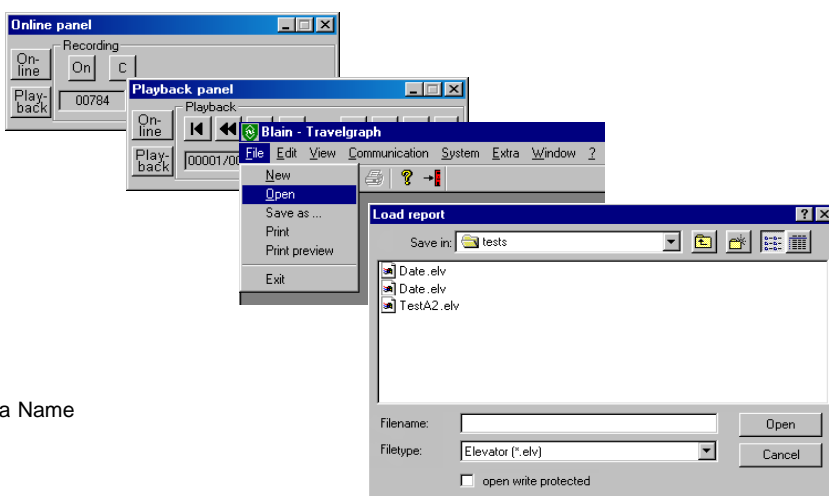 Online panel
Recording
On-
line
On
C
Play-
back
00784
Playback panel
Playback
On-
line
Play-
back
00001/00
Blain - Travelgraph
File Edit View Communication System Extra Window ?
New
Open
Save as ...
Print
Print preview
Exit
Load report
Save in: tests
Date.elv
Date.elv
TestA2.elv
Filename:
Open
Filetype: Elevator (*.elv)
Cancel
open write protected
a Name